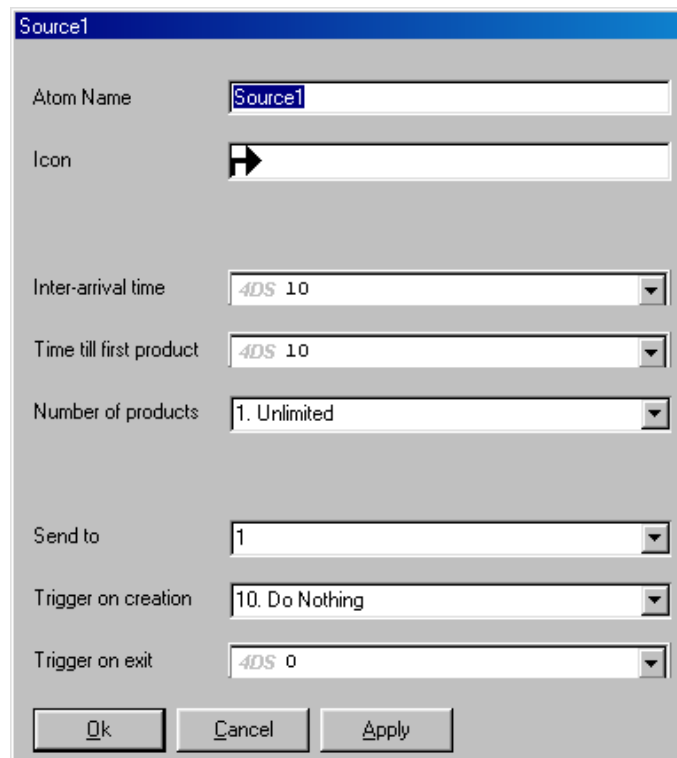 Source1
Atom Name Source1
Icon
Inter-arrival time 4DS 10
Time till first product 4DS 10
Number of products 1. Unlimited
Send to 1
Trigger on creation 10. Do Nothing
Trigger on exit 4DS 0
Ok Cancel Apply